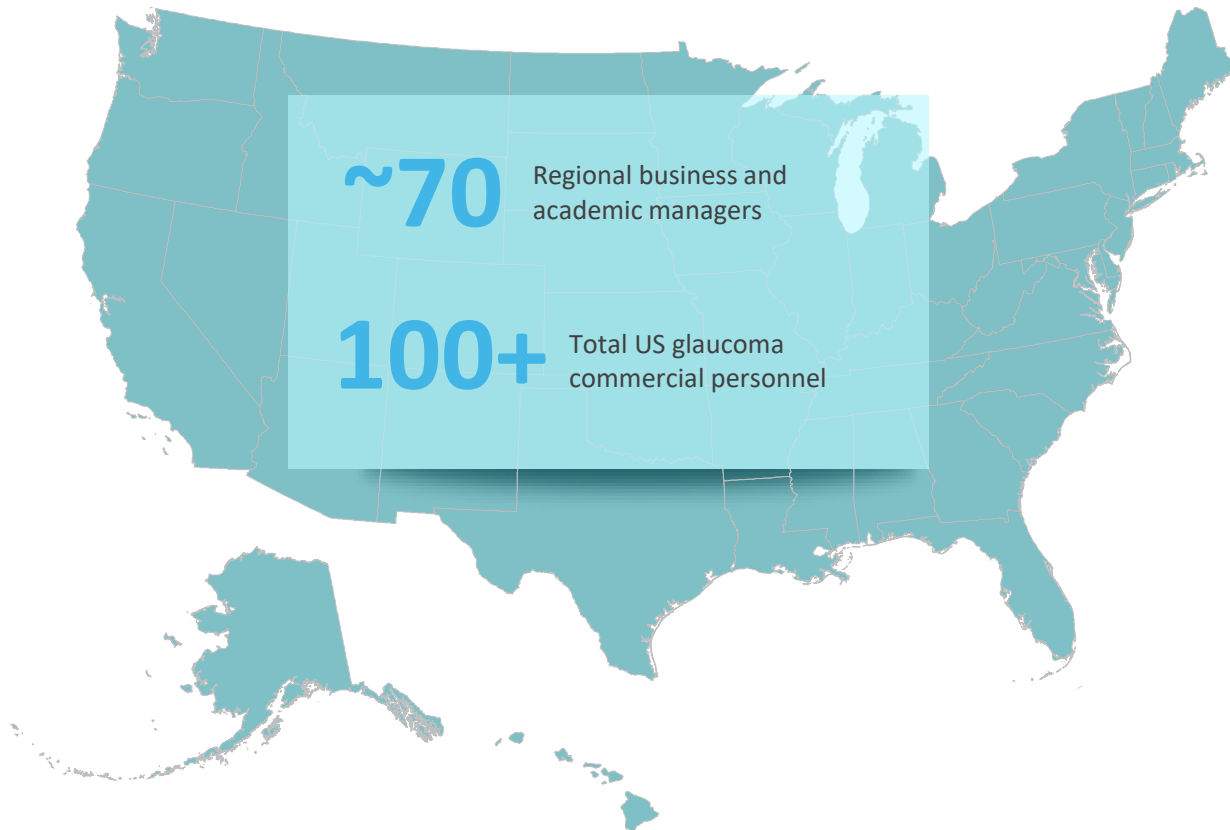 ~70
Regional business and
academic managers
100+
Total US glaucoma
commercial personnel